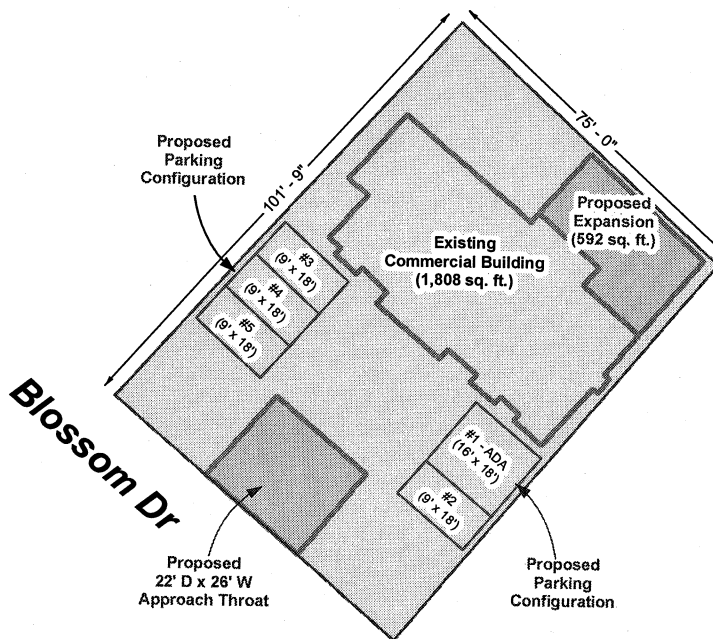 75' - 0"
101' - 9"
Proposed
Parking
Configuration
Proposed
Expansion
(592 sq. ft.)
Existing
Commercial Building
(1,808 sq. ft.)
#3
(9' x 18')
#4
(9' x 18')
#5
(9' x 18')
Blossom Dr
#1 - ADA
(16' x 18')
#2
(9' x 18')
Proposed
22' D x 26' W
Approach Throat
Proposed
Parking
Configuration